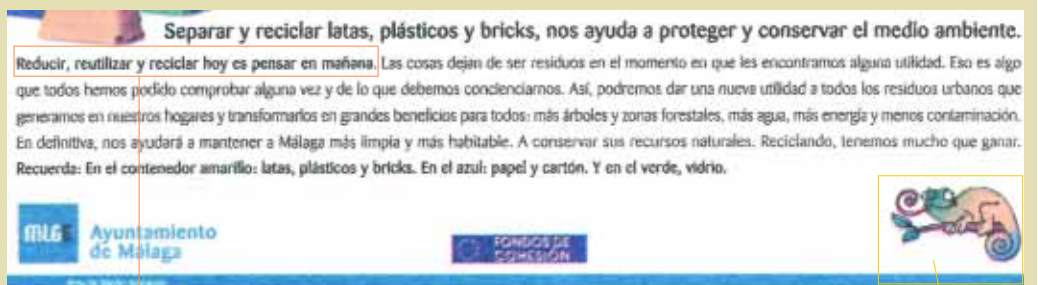 Separar y reciclar latas, plásticos y bricks, nos ayuda a proteger y conservar el medio ambiente.
Reducir, reutilizar y reciclar hoy es pensar en mañana. Las cosas dejan de ser residuos en el momento en que les encontramos alguna utilidad. Eso es algo
que todos hemos podido comprobar alguna vez y de lo que debemos concienciarnos. Así, podremos dar una nueva utilidad a todos los residuos urbanos que
generamos en nuestros hogares y transformarlos en grandes beneficios para todos: más árboles y zonas forestales, más agua, más energía y menos contaminación.
En definitiva, nos ayudará a mantener a Málaga más limpia y más habitable. A conservar sus recursos naturales. Reciclando, tenemos mucho que ganar.
Recuerda: En el contenedor amarillo: latas, plásticos y bricks. En el azul: papel y cartón. Y en el verde, vidrio.
Ayuntamiento
de Málaga
FONDOS DE
COHESIÓN